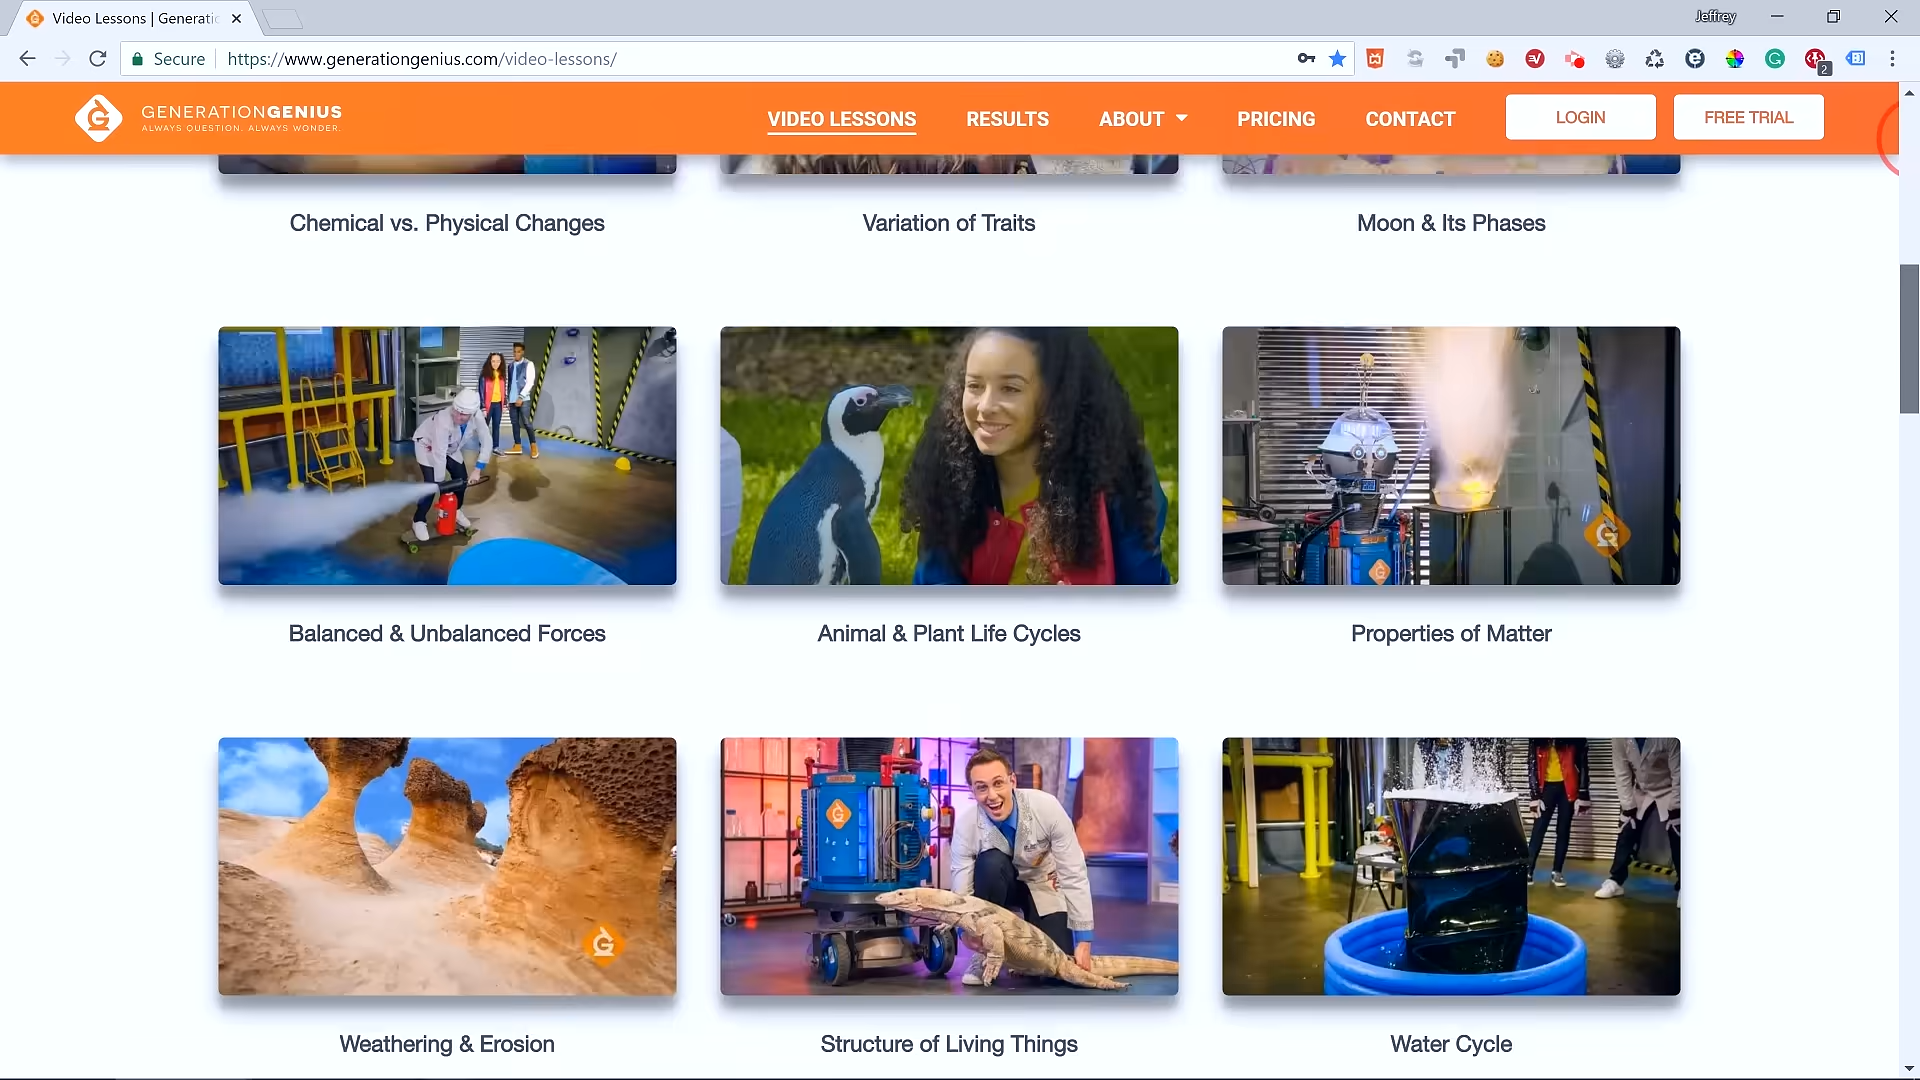 Video Lessons | Generatio
Jeffrey
Secure
https://www.generationgenius.com/video-lessons/
2
GENERATIONGENIUS
ALWAYS QUESTION. ALWAYS WONDER.
VIDEO LESSONS
RESULTS
ABOUT
PRICING
CONTACT
LOGIN
FREE TRIAL
Chemical vs. Physical Changes
Variation of Traits
Moon & Its Phases
Balanced & Unbalanced Forces
Animal & Plant Life Cycles
Properties of Matter
Weathering & Erosion
Structure of Living Things
Water Cycle